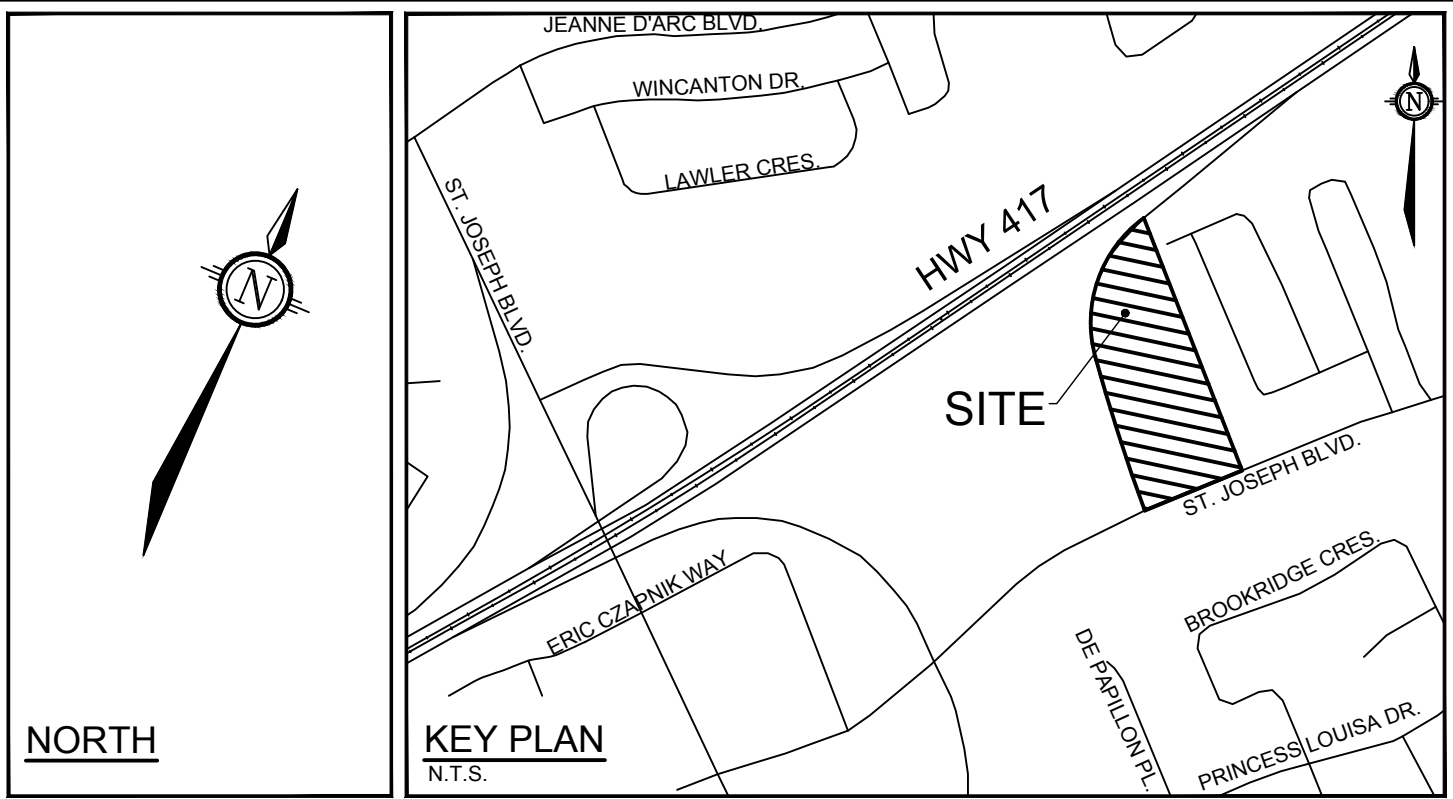 N
NORTH
JEANNE D'ARC BLVD.
WINCANTON DR.
LAWLER CRES.
ST. JOSEPH BLVD.
HWY 417
N
SITE
ST. JOSEPH BLVD.
ERIC CZAPNIK WAY
BROOKRIDGE CRES.
DE PAPILLON PL.
PRINCESS LOUISA DR.
KEY PLAN
N.T.S.